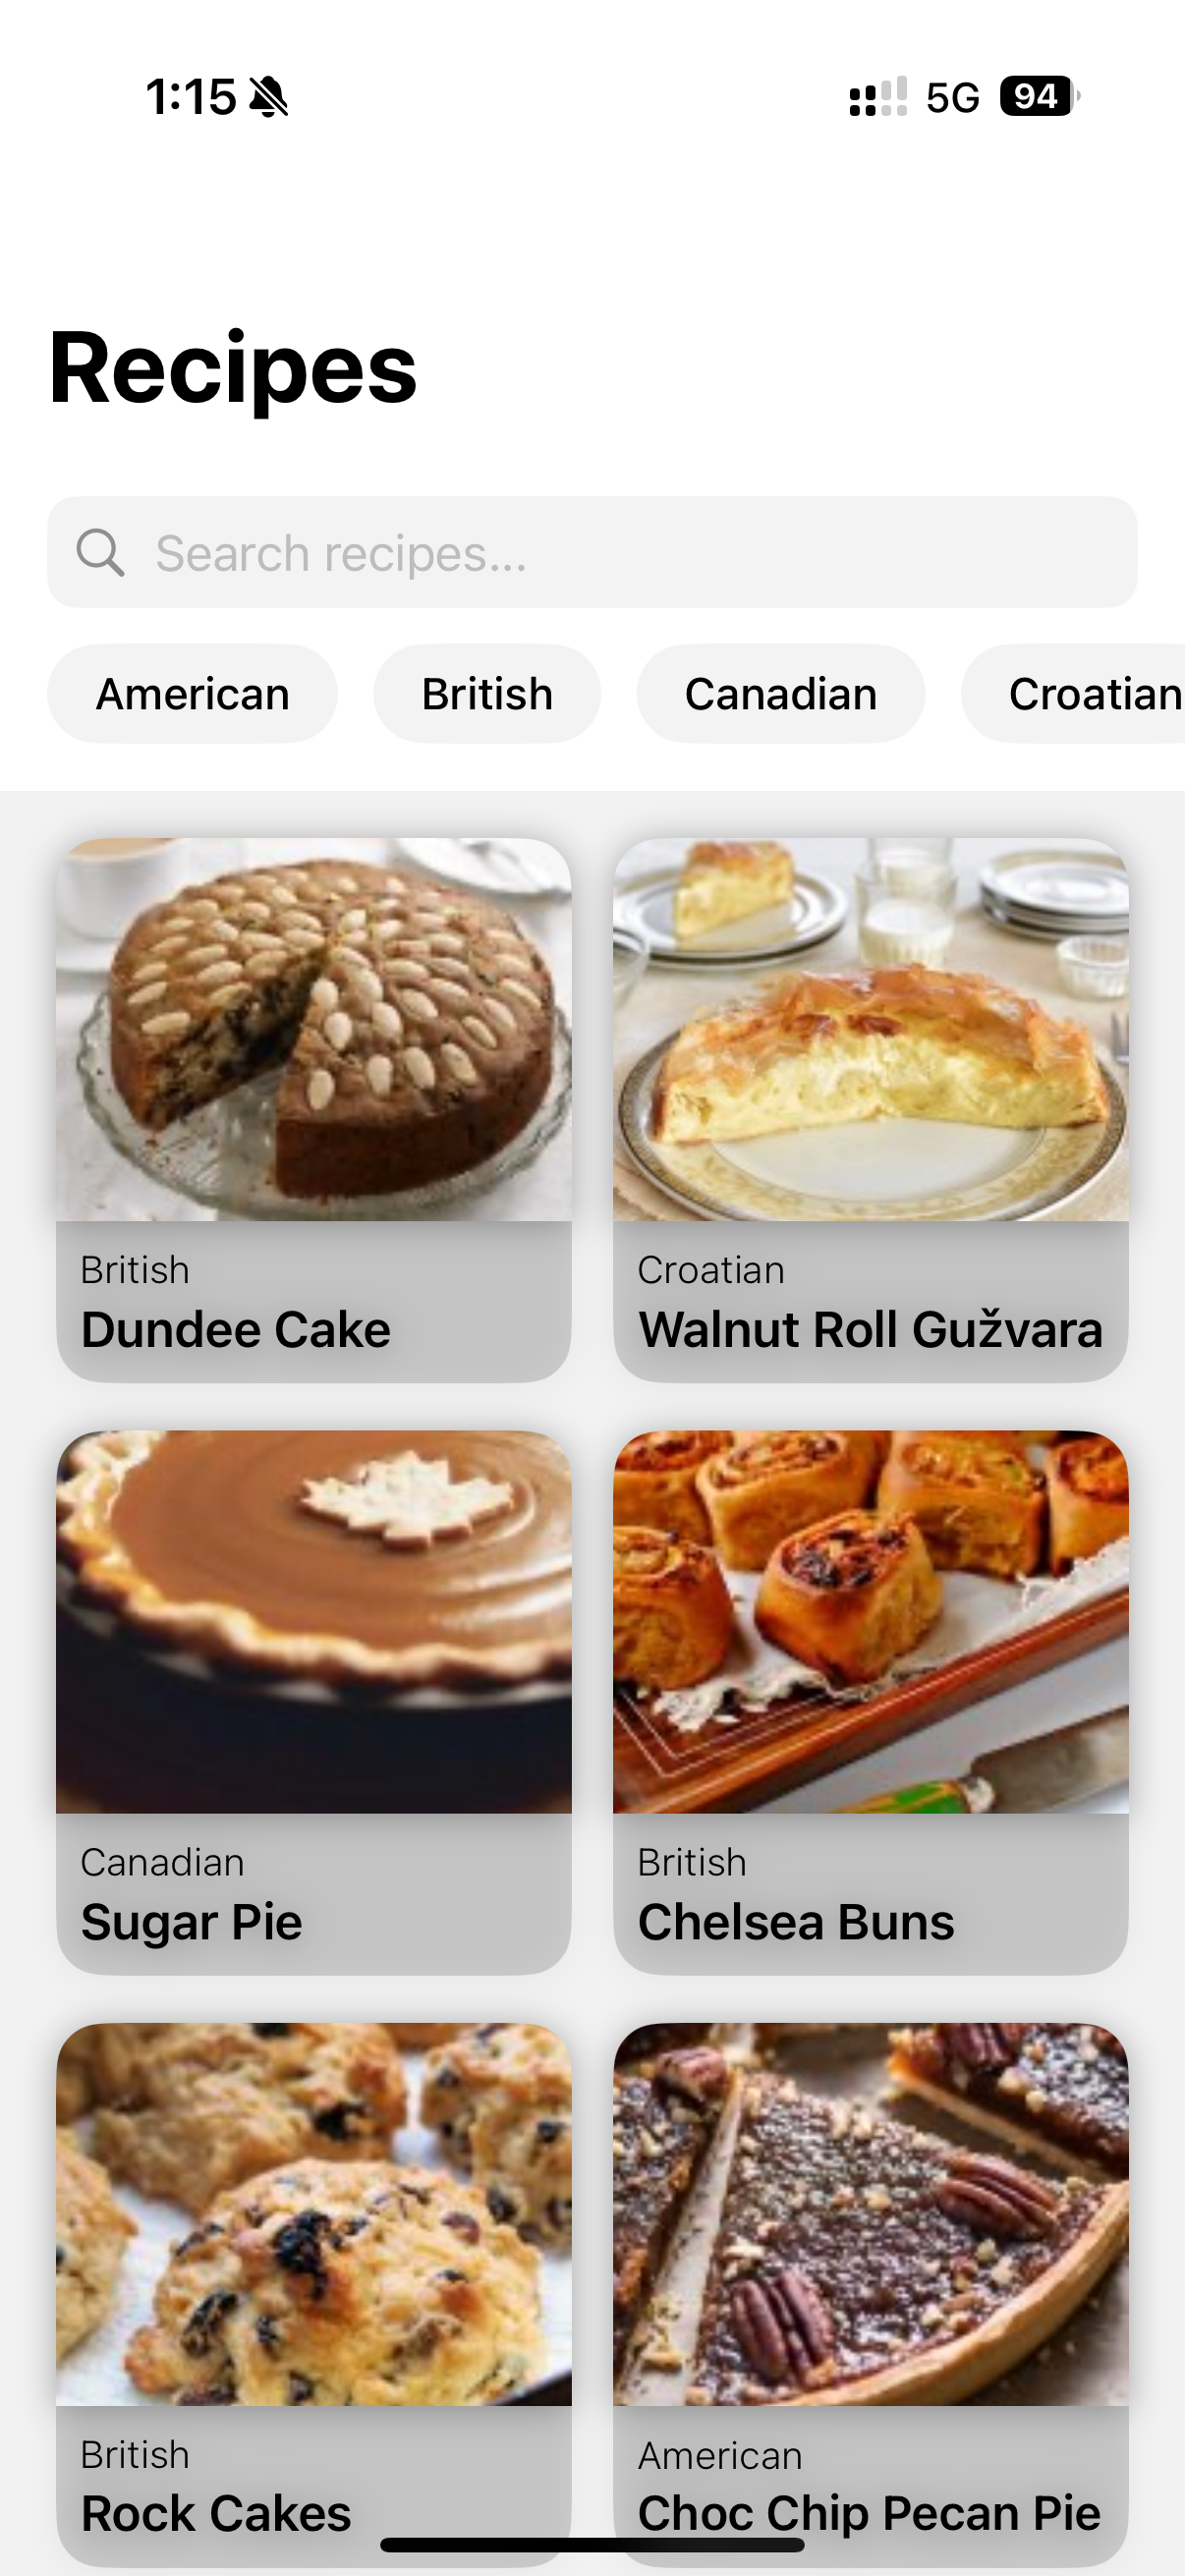 1:15
5G
94
Recipes
Search recipes...
American
British
Canadian
Croatian
British
Dundee Cake
Croatian
Walnut Roll Gužvara
Canadian
Sugar Pie
British
Chelsea Buns
British
Rock Cakes
American
Choc Chip Pecan Pie